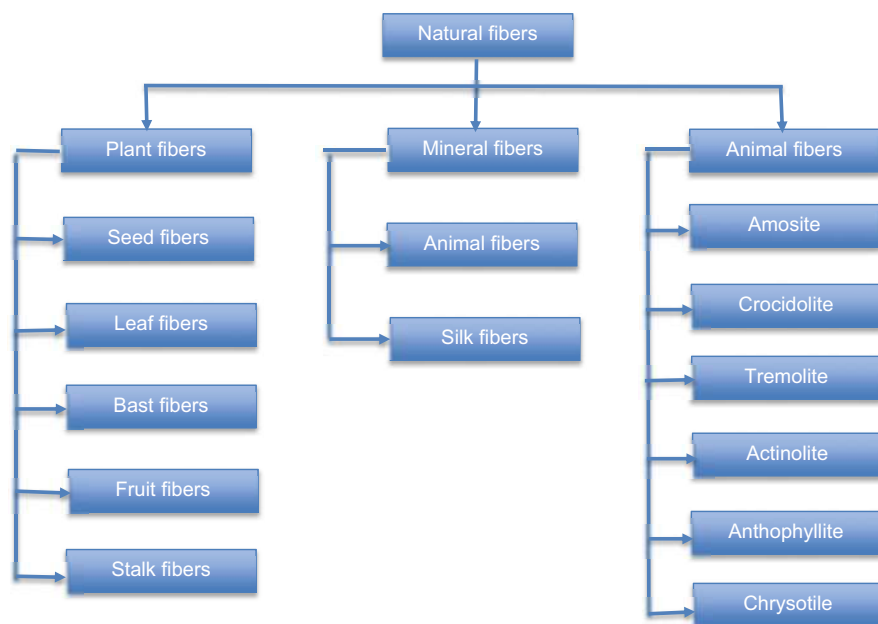 Natural fibers
Plant fibers
Seed fibers
Leaf fibers
Bast fibers
Fruit fibers
Stalk fibers
Mineral fibers
Animal fibers
Silk fibers
Animal fibers
Amosite
Crocidolite
Tremolite
Actinolite
Anthophyllite
Chrysotile